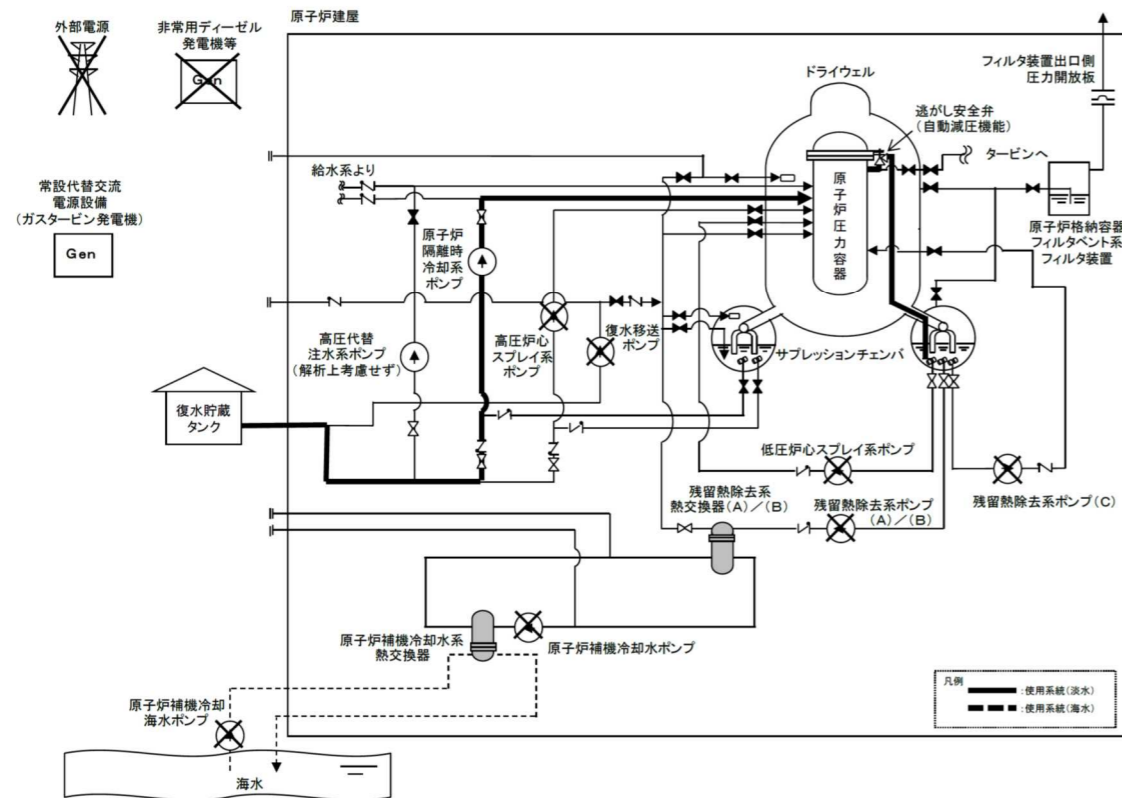 原子炉建屋
外部電源
非常用ディーゼル
発電機等
Gen
常設代替交流
電源設備
(ガスタービン発電機)
Gen
ドライウェル
逃がし安全弁
(自動減圧機能)
タービンへ
フィルタ装置出口側
圧力開放板
原子炉格納容器
フィルタベント系
フィルタ装置
給水系より
原子炉圧力容器
原子炉
隔離時
冷却系
ポンプ
高圧代替
注水系ポンプ
(解析上考慮せず)
高圧炉心
スプレイ系
ポンプ
復水移送
ポンプ
サプレッションチェンバ
復水貯蔵
タンク
低圧炉心スプレイ系ポンプ
残留熱除去系
熱交換器(A)/(B)
残留熱除去系ポンプ
(A)/(B)
残留熱除去系ポンプ(C)
原子炉補機冷却水系
熱交換器
原子炉補機冷却水ポンプ
原子炉補機冷却
海水ポンプ
海水
凡例
:使用系統(淡水)
:使用系統(海水)